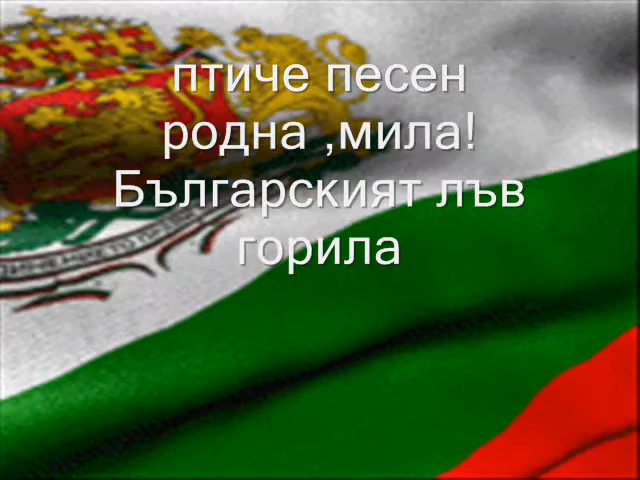 птиче песен
родна ,мила!
Българският лъв
горила